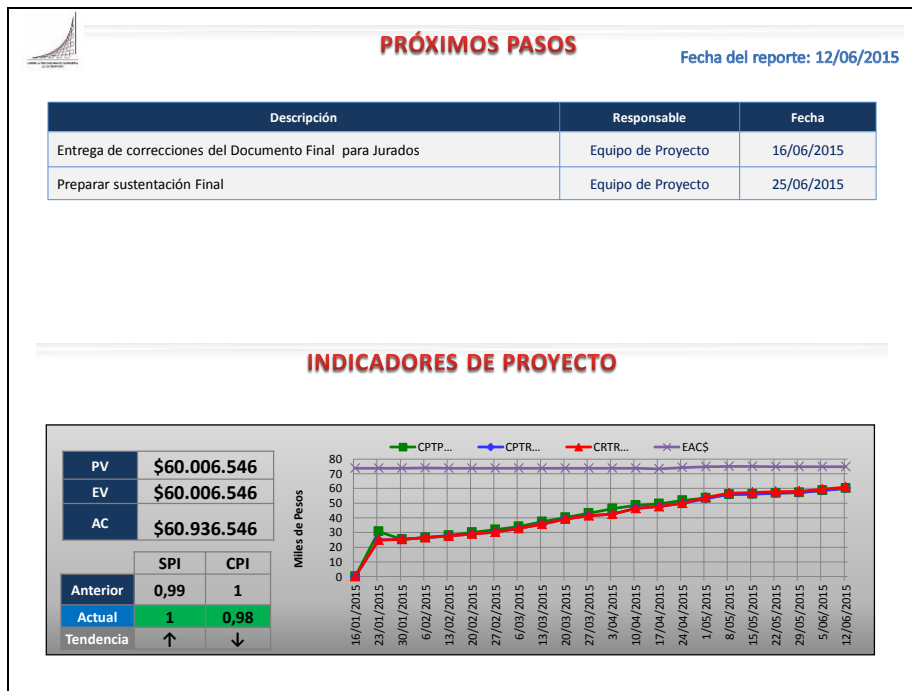 PRÓXIMOS PASOS
Fecha del reporte: 12/06/2015
Descripción Responsable Fecha
Entrega de correcciones del Documento Final para Jurados Equipo de Proyecto 16/06/2015
Preparar sustentación Final Equipo de Proyecto 25/06/2015
INDICADORES DE PROYECTO
PV $60.006.546
EV $60.006.546
AC $60.936.546
SPI CPI
Anterior 0,99 1
Actual 1 0,98
Tendencia ↑ ↓
CPTP... CPTR... CRTR... EAC$
Miles de Pesos
80
70
60
50
40
30
20
10
0
16/01/2015
23/01/2015
30/01/2015
6/02/2015
13/02/2015
20/02/2015
27/02/2015
6/03/2015
13/03/2015
20/03/2015
27/03/2015
3/04/2015
10/04/2015
17/04/2015
24/04/2015
1/05/2015
8/05/2015
15/05/2015
22/05/2015
29/05/2015
5/06/2015
12/06/2015